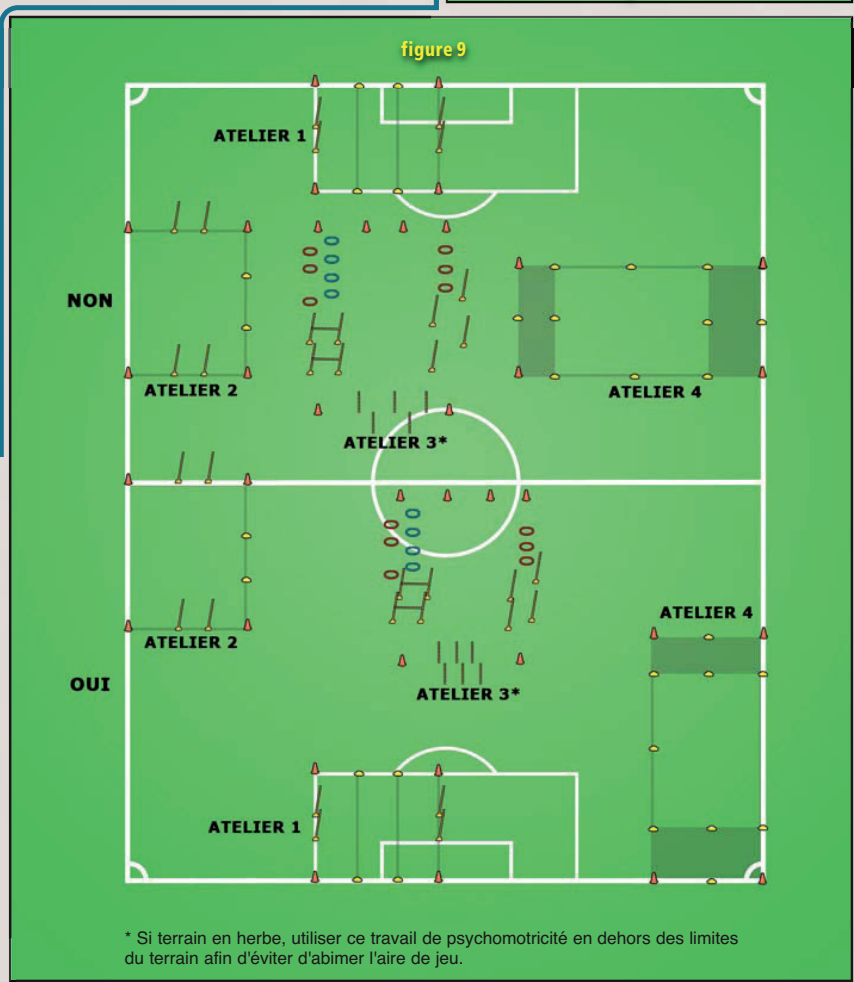 figure 9
ATELIER 1
NON
ATELIER 2
ATELIER 4
ATELIER 3*
ATELIER 4
ATELIER 2
OUI
ATELIER 3*
ATELIER 1
* Si terrain en herbe, utiliser ce travail de psychomotricité en dehors des limites
du terrain afin d'éviter d'abimer l'aire de jeu.